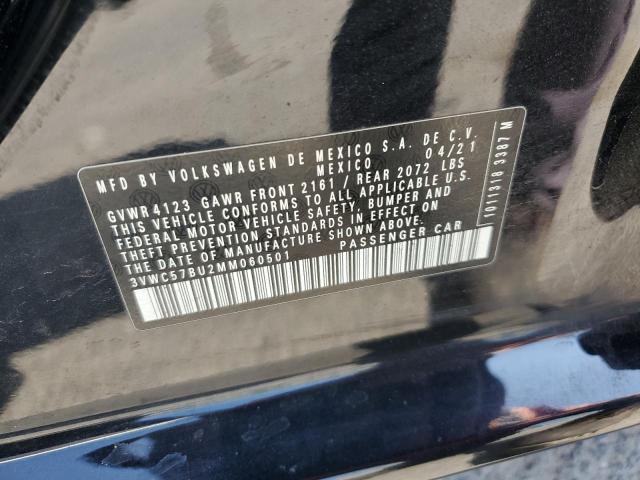 MFD BY VOLKSWAGEN DE MEXICO S.A. DE C.V.
MEXICO 04/21
GVWR 4123 GAWR FRONT 2161 / REAR 2072 LBS
THIS VEHICLE CONFORMS TO ALL APPLICABLE U.S.
FEDERAL MOTOR VEHICLE SAFETY, BUMPER AND
THEFT PREVENTION STANDARDS IN EFFECT ON
THE DATE OF MANUFACTURE SHOWN ABOVE.
3VWC57BU2MM060501 PASSENGER CAR
1011318 3387 M